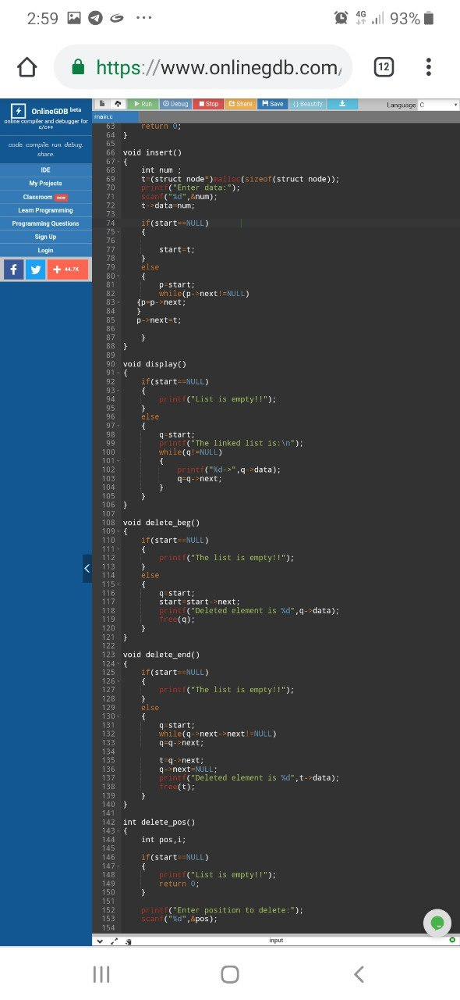 2:59 4G 93%
https://www.onlinegdb.com/ 12
OnlineGDB beta
online compiler and debugger for c/c++
code. compile. run. debug. share.
IDE
My Projects
Classroom new
Learn Programming
Programming Questions
Sign Up
Login
44.7K
Run Debug Stop Share Save {} Beautify Language C
main.c
63 return 0;
64 }
65
66 void insert()
67 {
68 int num ;
69 t=(struct node*)malloc(sizeof(struct node));
70 printf("Enter data:");
71 scanf("%d",&num);
72 t->data=num;
73
74 if(start==NULL)
75 {
76
77 start=t;
78 }
79 else
80 {
81 p=start;
82 while(p->next!=NULL)
83 {p=p->next;
84 }
85 p->next=t;
86
87 }
88 }
89
90 void display()
91 {
92 if(start==NULL)
93 {
94 printf("List is empty!!");
95 }
96 else
97 {
98 q=start;
99 printf("The linked list is:\n");
100 while(q!=NULL)
101 {
102 printf("%d->",q->data);
103 q=q->next;
104 }
105 }
106 }
107
108 void delete_beg()
109 {
110 if(start==NULL)
111 {
112 printf("The list is empty!!");
113 }
114 else
115 {
116 q=start;
117 start=start->next;
118 printf("Deleted element is %d",q->data);
119 free(q);
120 }
121 }
122
123 void delete_end()
124 {
125 if(start==NULL)
126 {
127 printf("The list is empty!!");
128 }
129 else
130 {
131 q=start;
132 while(q->next->next!=NULL)
133 q=q->next;
134
135 t=q->next;
136 q->next=NULL;
137 printf("Deleted element is %d",t->data);
138 free(t);
139 }
140 }
141
142 int delete_pos()
143 {
144 int pos,i;
145
146 if(start==NULL)
147 {
148 printf("List is empty!!");
149 return 0;
150 }
151
152 printf("Enter position to delete:");
153 scanf("%d",&pos);
154
input